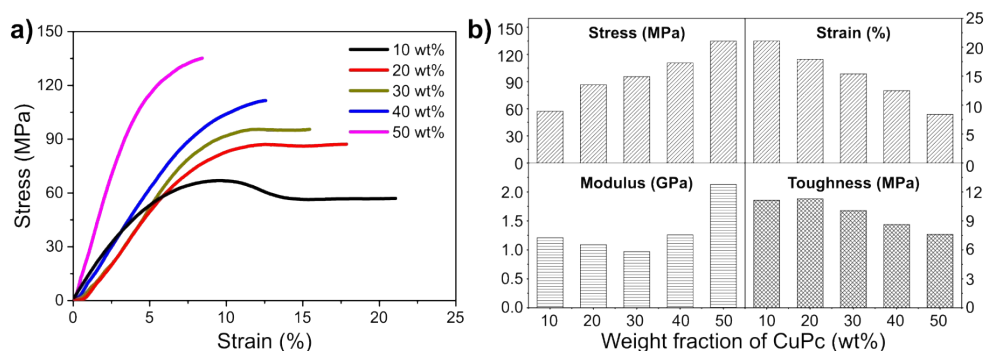 a)
Stress (MPa)
150
120
90
60
30
0
10 wt%
20 wt%
30 wt%
40 wt%
50 wt%
0 5 10 15 20 25
Strain (%)
b)
Stress (MPa)
Strain (%)
150
120
90
60
30
0
25
20
15
10
5
0
Modulus (GPa)
Toughness (MPa)
2.0
1.5
1.0
0.5
0.0
12
9
6
3
0
10 20 30 40 50 10 20 30 40 50
Weight fraction of CuPc (wt%)